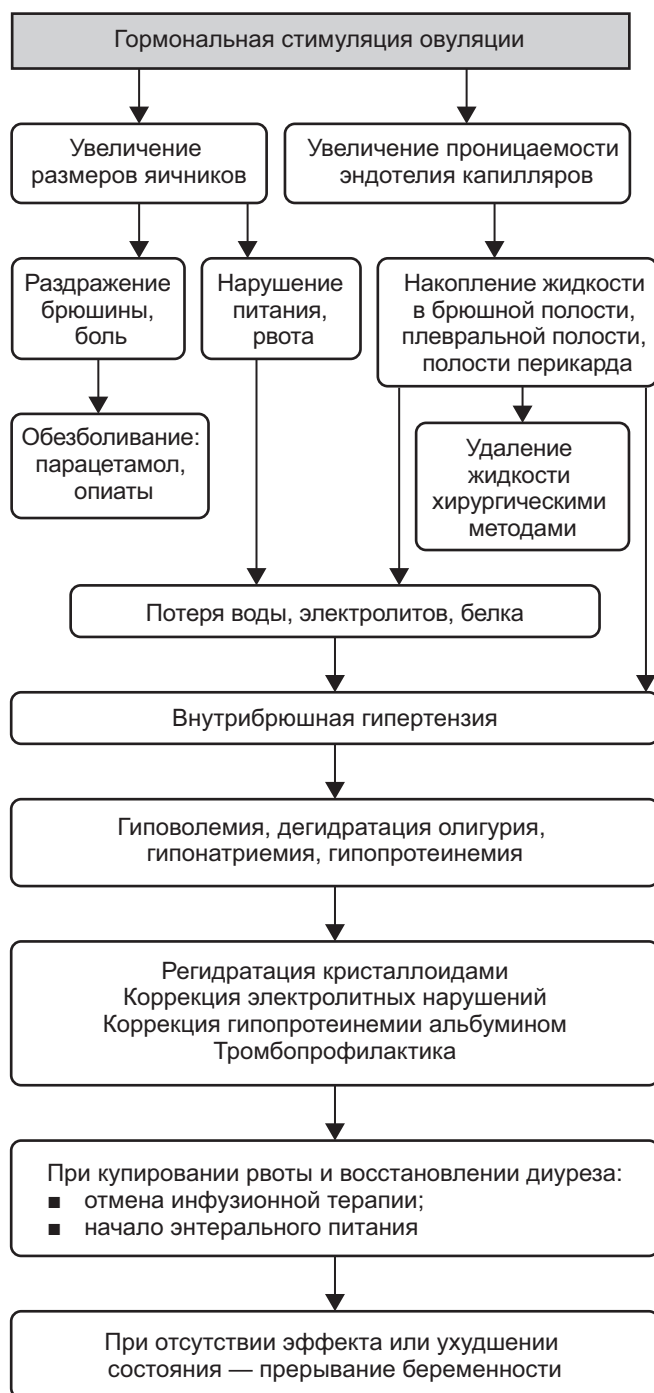 Гормональная стимуляция овуляции
Увеличение
размеров яичников
Увеличение проницаемости
эндотелия капилляров
Раздражение
брюшины,
боль
Нарушение
питания,
рвота
Накопление жидкости
в брюшной полости,
плевральной полости,
полости перикарда
Обезболивание:
парацетамол,
опиаты
Удаление
жидкости
хирургическими
методами
Потеря воды, электролитов, белка
Внутрибрюшная гипертензия
Гиповолемия, дегидратация олигурия,
гипонатриемия, гипопротеинемия
Регидратация кристаллоидами
Коррекция электролитных нарушений
Коррекция гипопротеинемии альбумином
Тромбопрофилактика
При купировании рвоты и восстановлении диуреза:
■ отмена инфузионной терапии;
■ начало энтерального питания
При отсутствии эффекта или ухудшении
состояния — прерывание беременности